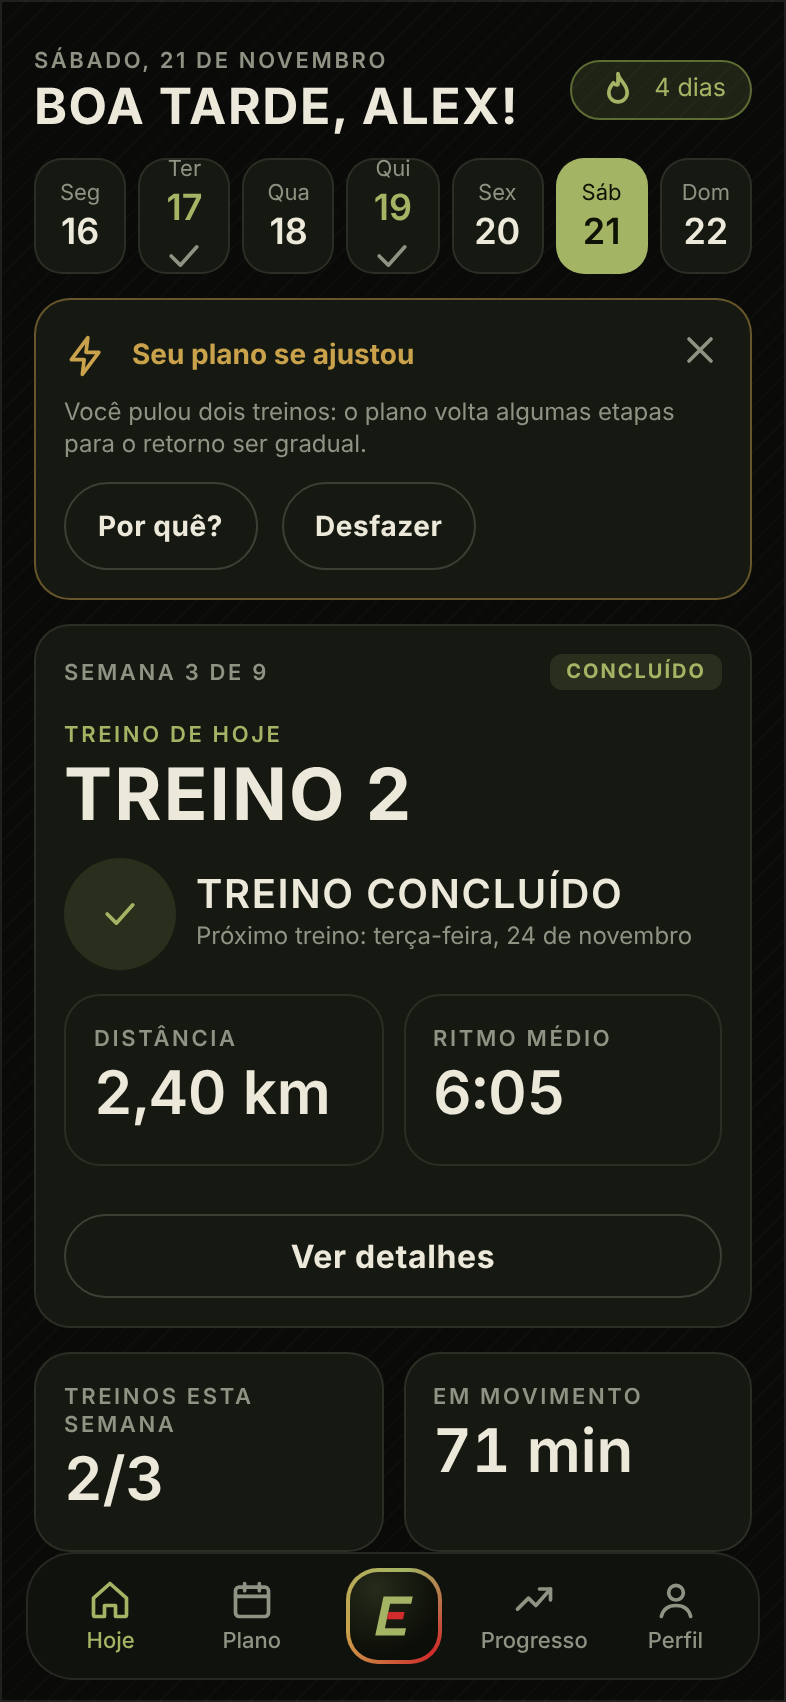 SÁBADO, 21 DE NOVEMBRO
BOA TARDE, ALEX!
4 dias
Seg
16
Ter
17
Qua
18
Qui
19
Sex
20
Sáb
21
Dom
22
Seu plano se ajustou
Você pulou dois treinos: o plano volta algumas etapas
para o retorno ser gradual.
Por quê?
Desfazer
SEMANA 3 DE 9
CONCLUÍDO
TREINO DE HOJE
TREINO 2
TREINO CONCLUÍDO
Próximo treino: terça-feira, 24 de novembro
DISTÂNCIA
2,40 km
RITMO MÉDIO
6:05
Ver detalhes
TREINOS ESTA
SEMANA
2/3
EM MOVIMENTO
71 min
Hoje
Plano
E
Progresso
Perfil